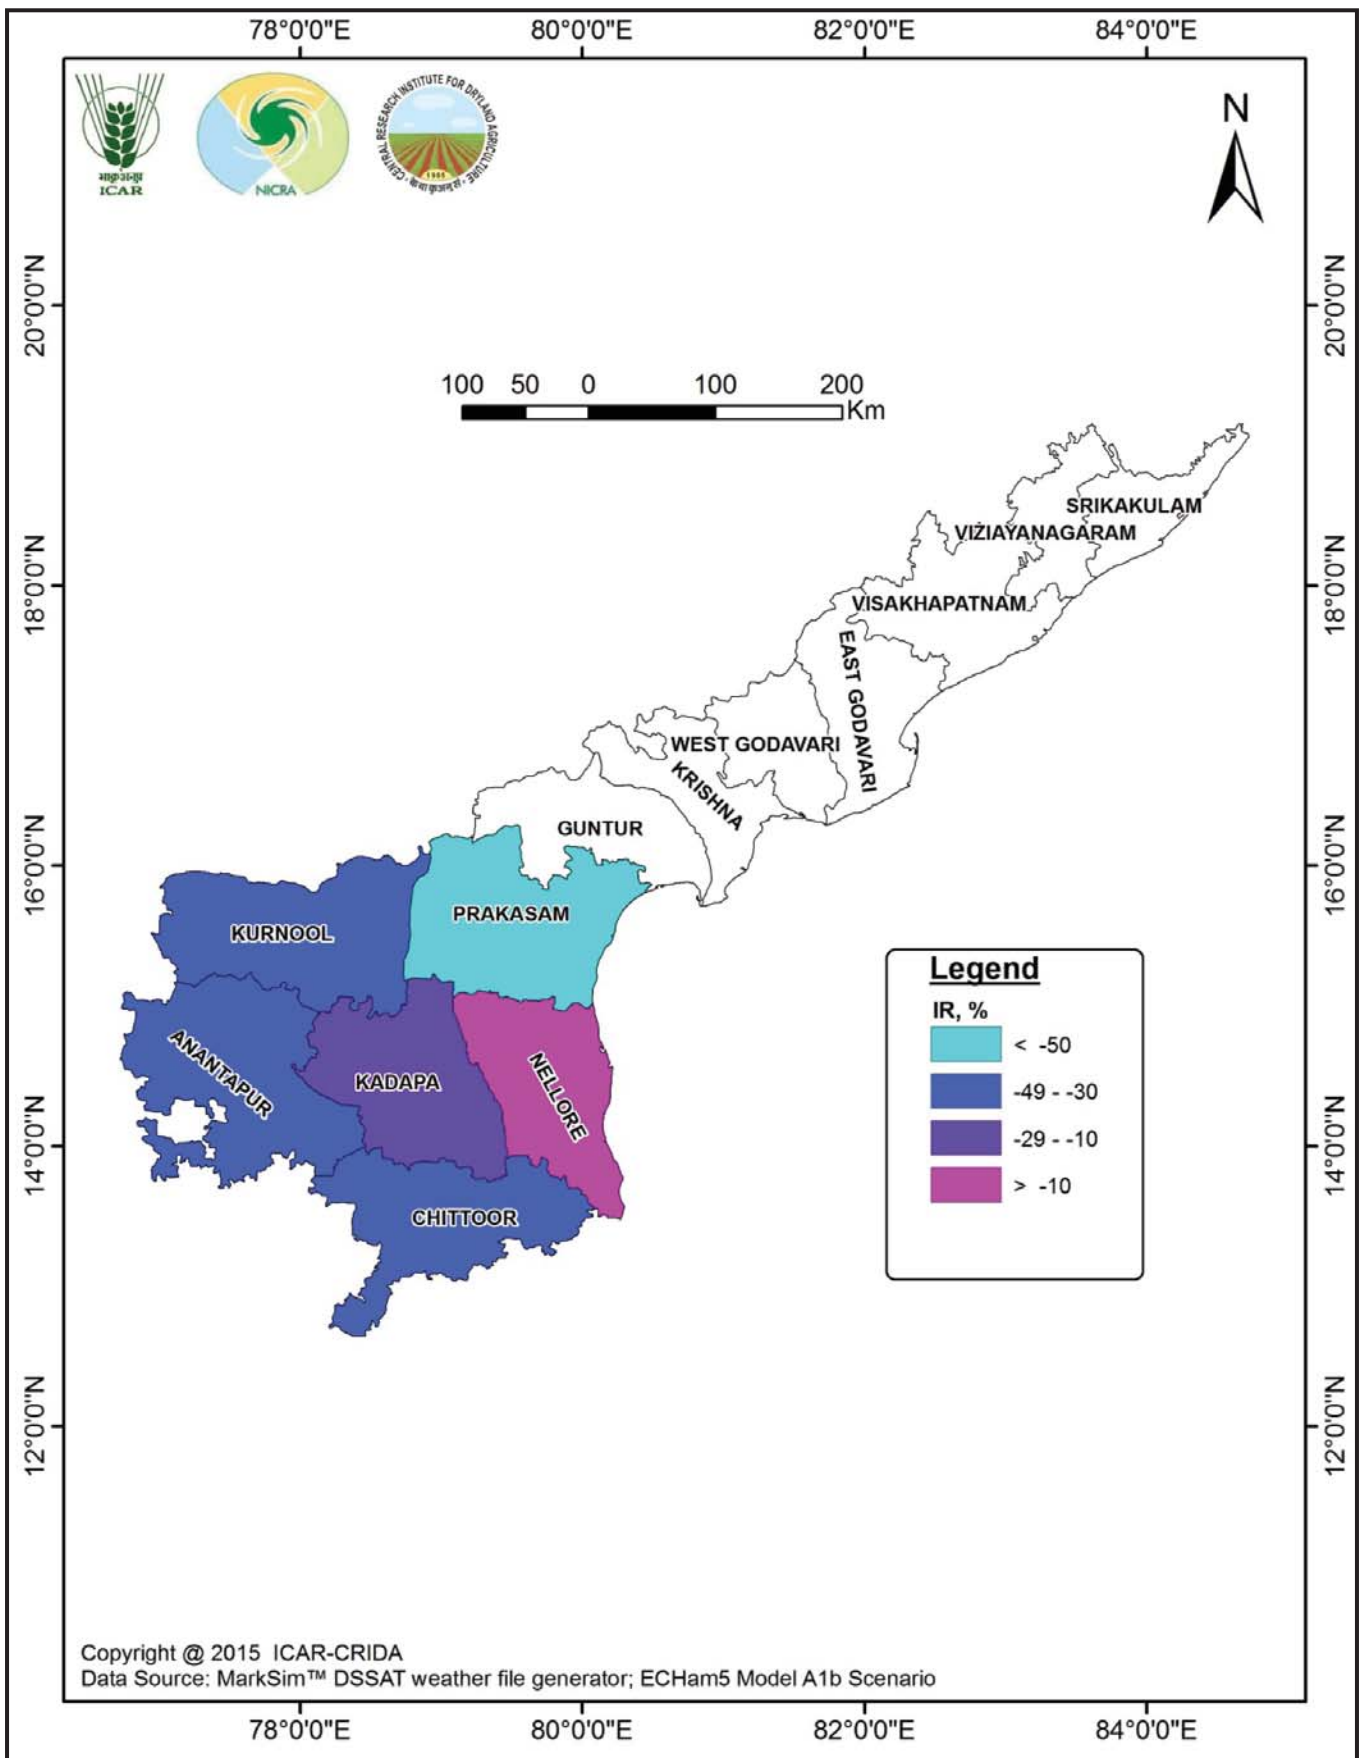 78°0'0"E 80°0'0"E 82°0'0"E 84°0'0"E
भाकृअनुप
ICAR
NICRA
CENTRAL RESEARCH INSTITUTE FOR DRYLAND AGRICULTURE
1985
N
20°0'0"N 20°0'0"N
100 50 0 100 200
Km
SRIKAKULAM
VIZIAYANAGARAM
18°0'0"N 18°0'0"N
VISAKHAPATNAM
EAST GODAVARI
WEST GODAVARI
KRISHNA
GUNTUR
16°0'0"N 16°0'0"N
PRAKASAM
KURNOOL
Legend
IR, %
< -50
ANANTAPUR
KADAPA
NELLORE
-49 - -30
-29 - -10
14°0'0"N 14°0'0"N
> -10
CHITTOOR
12°0'0"N 12°0'0"N
Copyright @ 2015 ICAR-CRIDA
Data Source: MarkSim™ DSSAT weather file generator; ECHam5 Model A1b Scenario
78°0'0"E 80°0'0"E 82°0'0"E 84°0'0"E